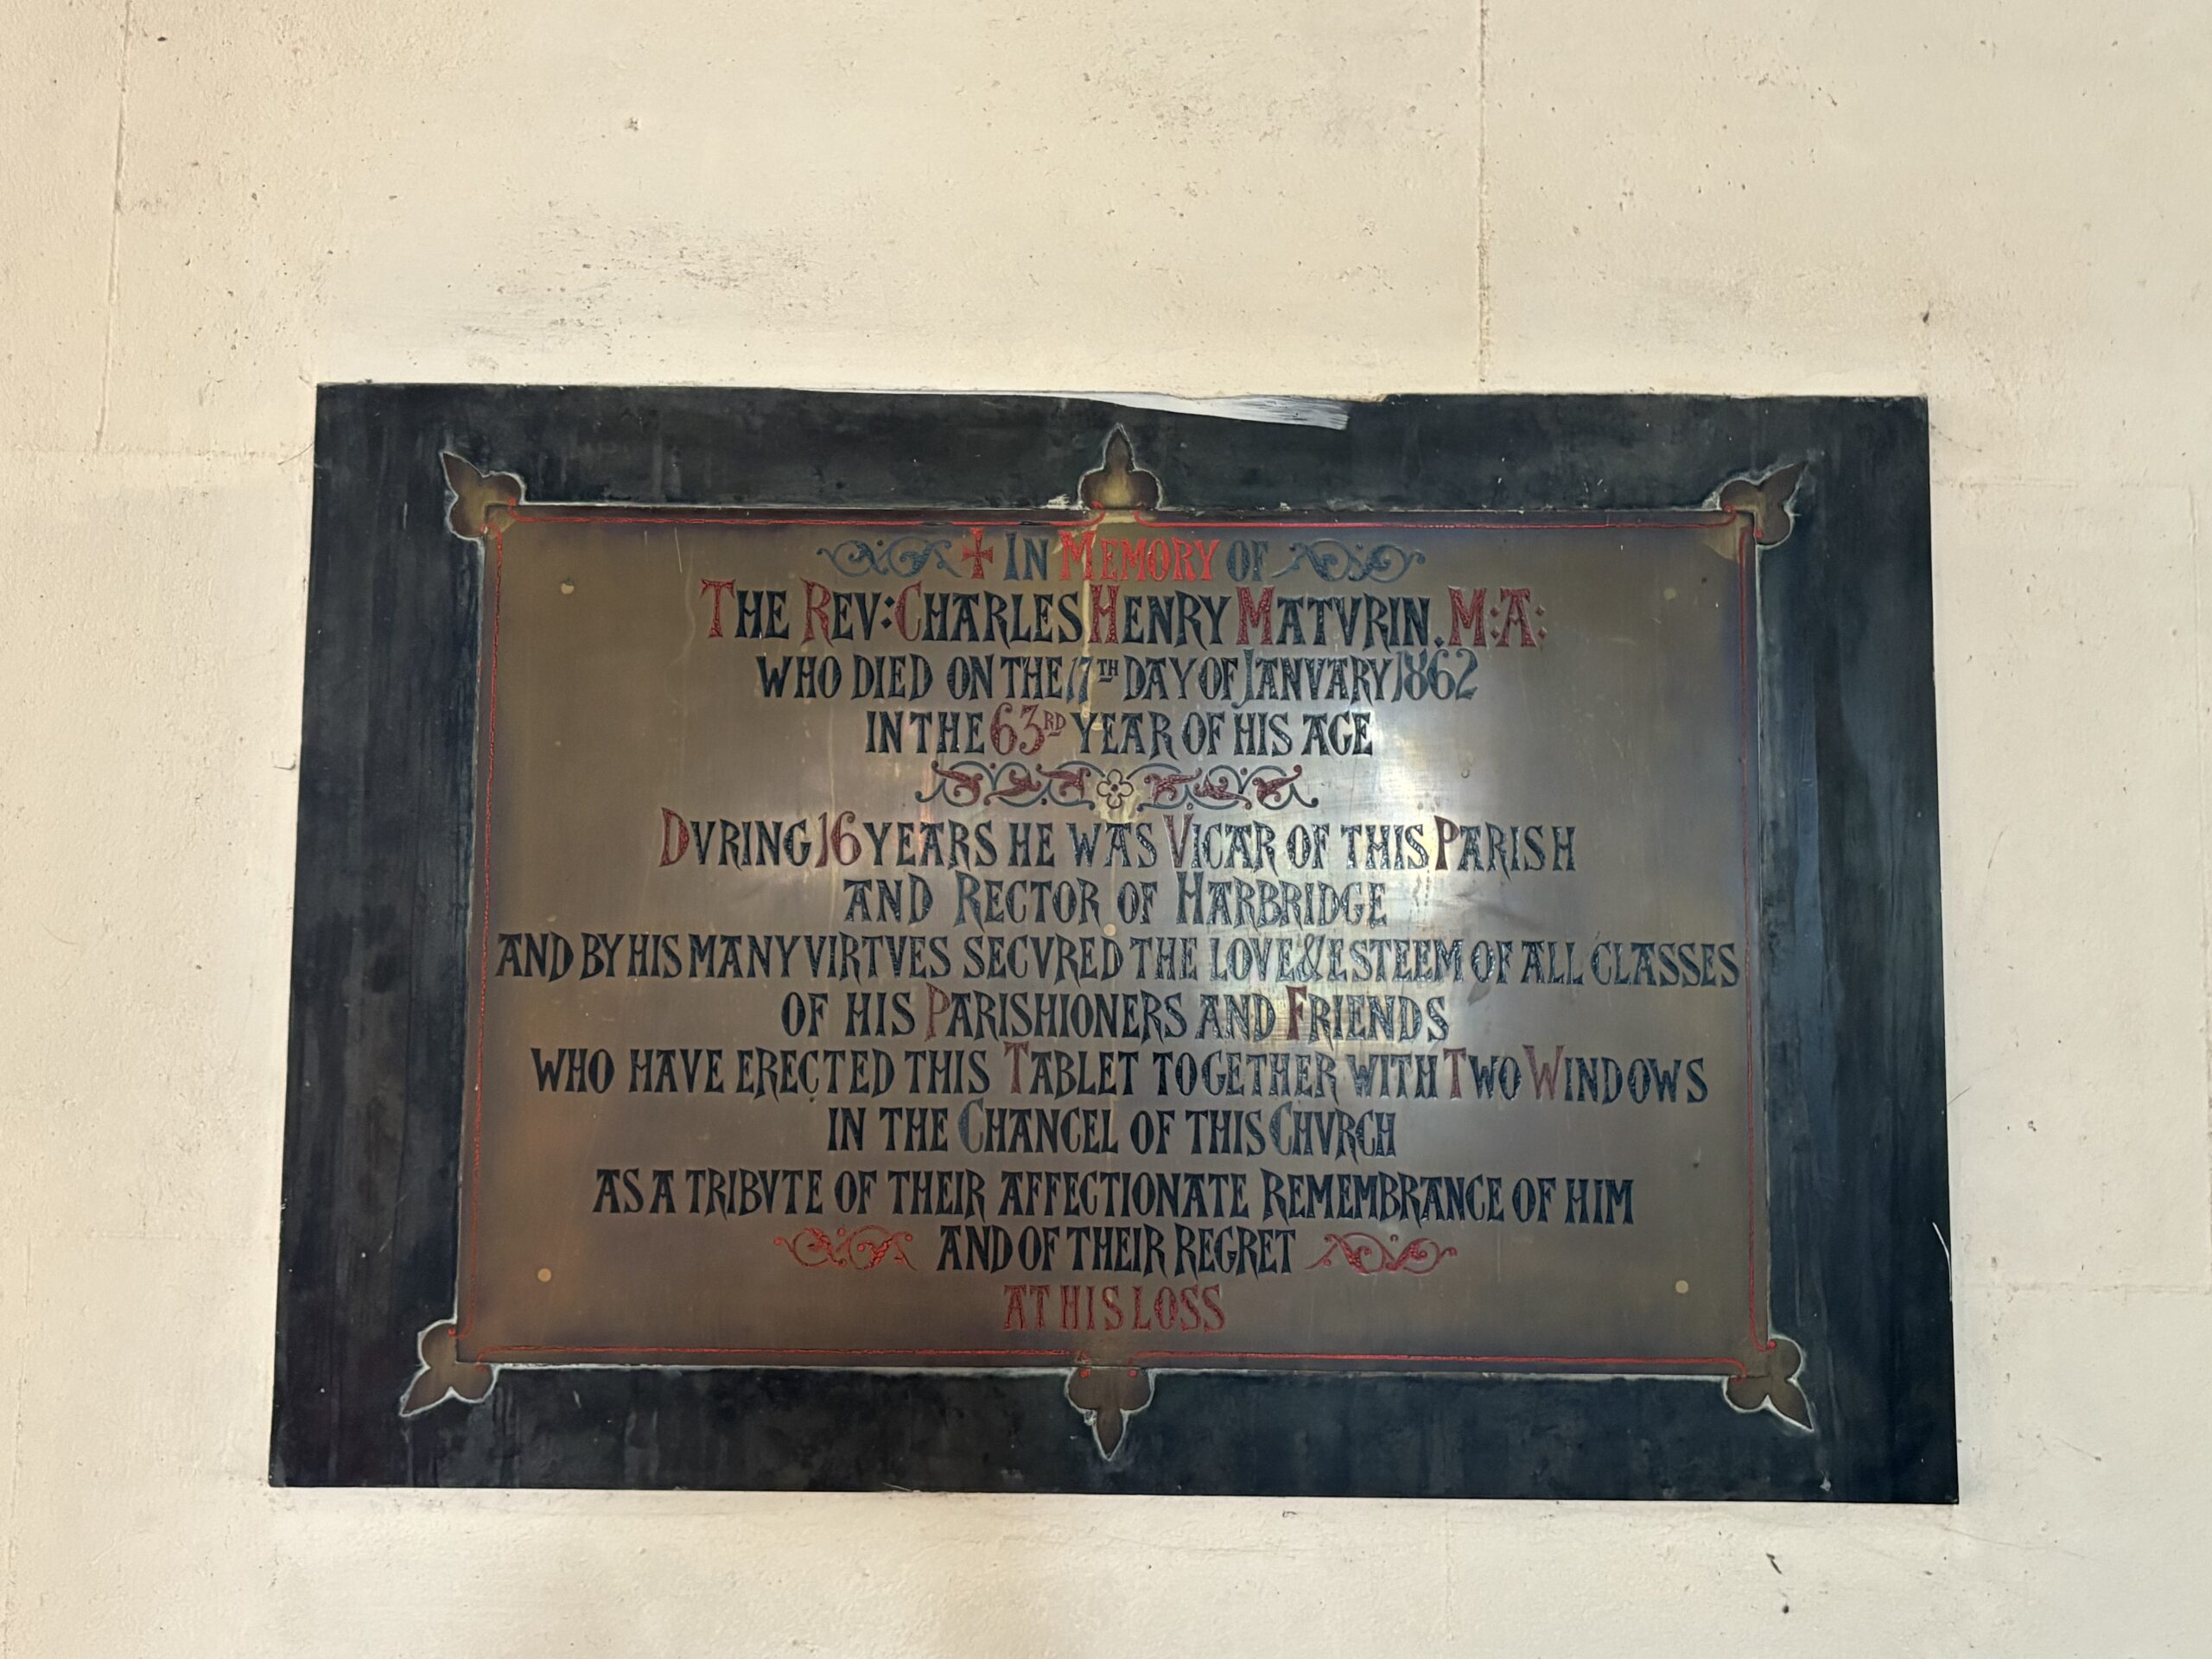 ✠ IN MEMORY OF
THE REV: CHARLES HENRY MATVRIN. M:A:
WHO DIED ON THE 17TH DAY OF JANVARY 1862
IN THE 63RD YEAR OF HIS AGE
DVRING 16 YEARS HE WAS VICAR OF THIS PARISH
AND RECTOR OF HARBRIDGE
AND BY HIS MANY VIRTVES SECVRED THE LOVE & ESTEEM OF ALL CLASSES
OF HIS PARISHIONERS AND FRIENDS
WHO HAVE ERECTED THIS TABLET TOGETHER WITH TWO WINDOWS
IN THE CHANCEL OF THIS CHVRCH
AS A TRIBVTE OF THEIR AFFECTIONATE REMEMBRANCE OF HIM
AND OF THEIR REGRET
AT HIS LOSS